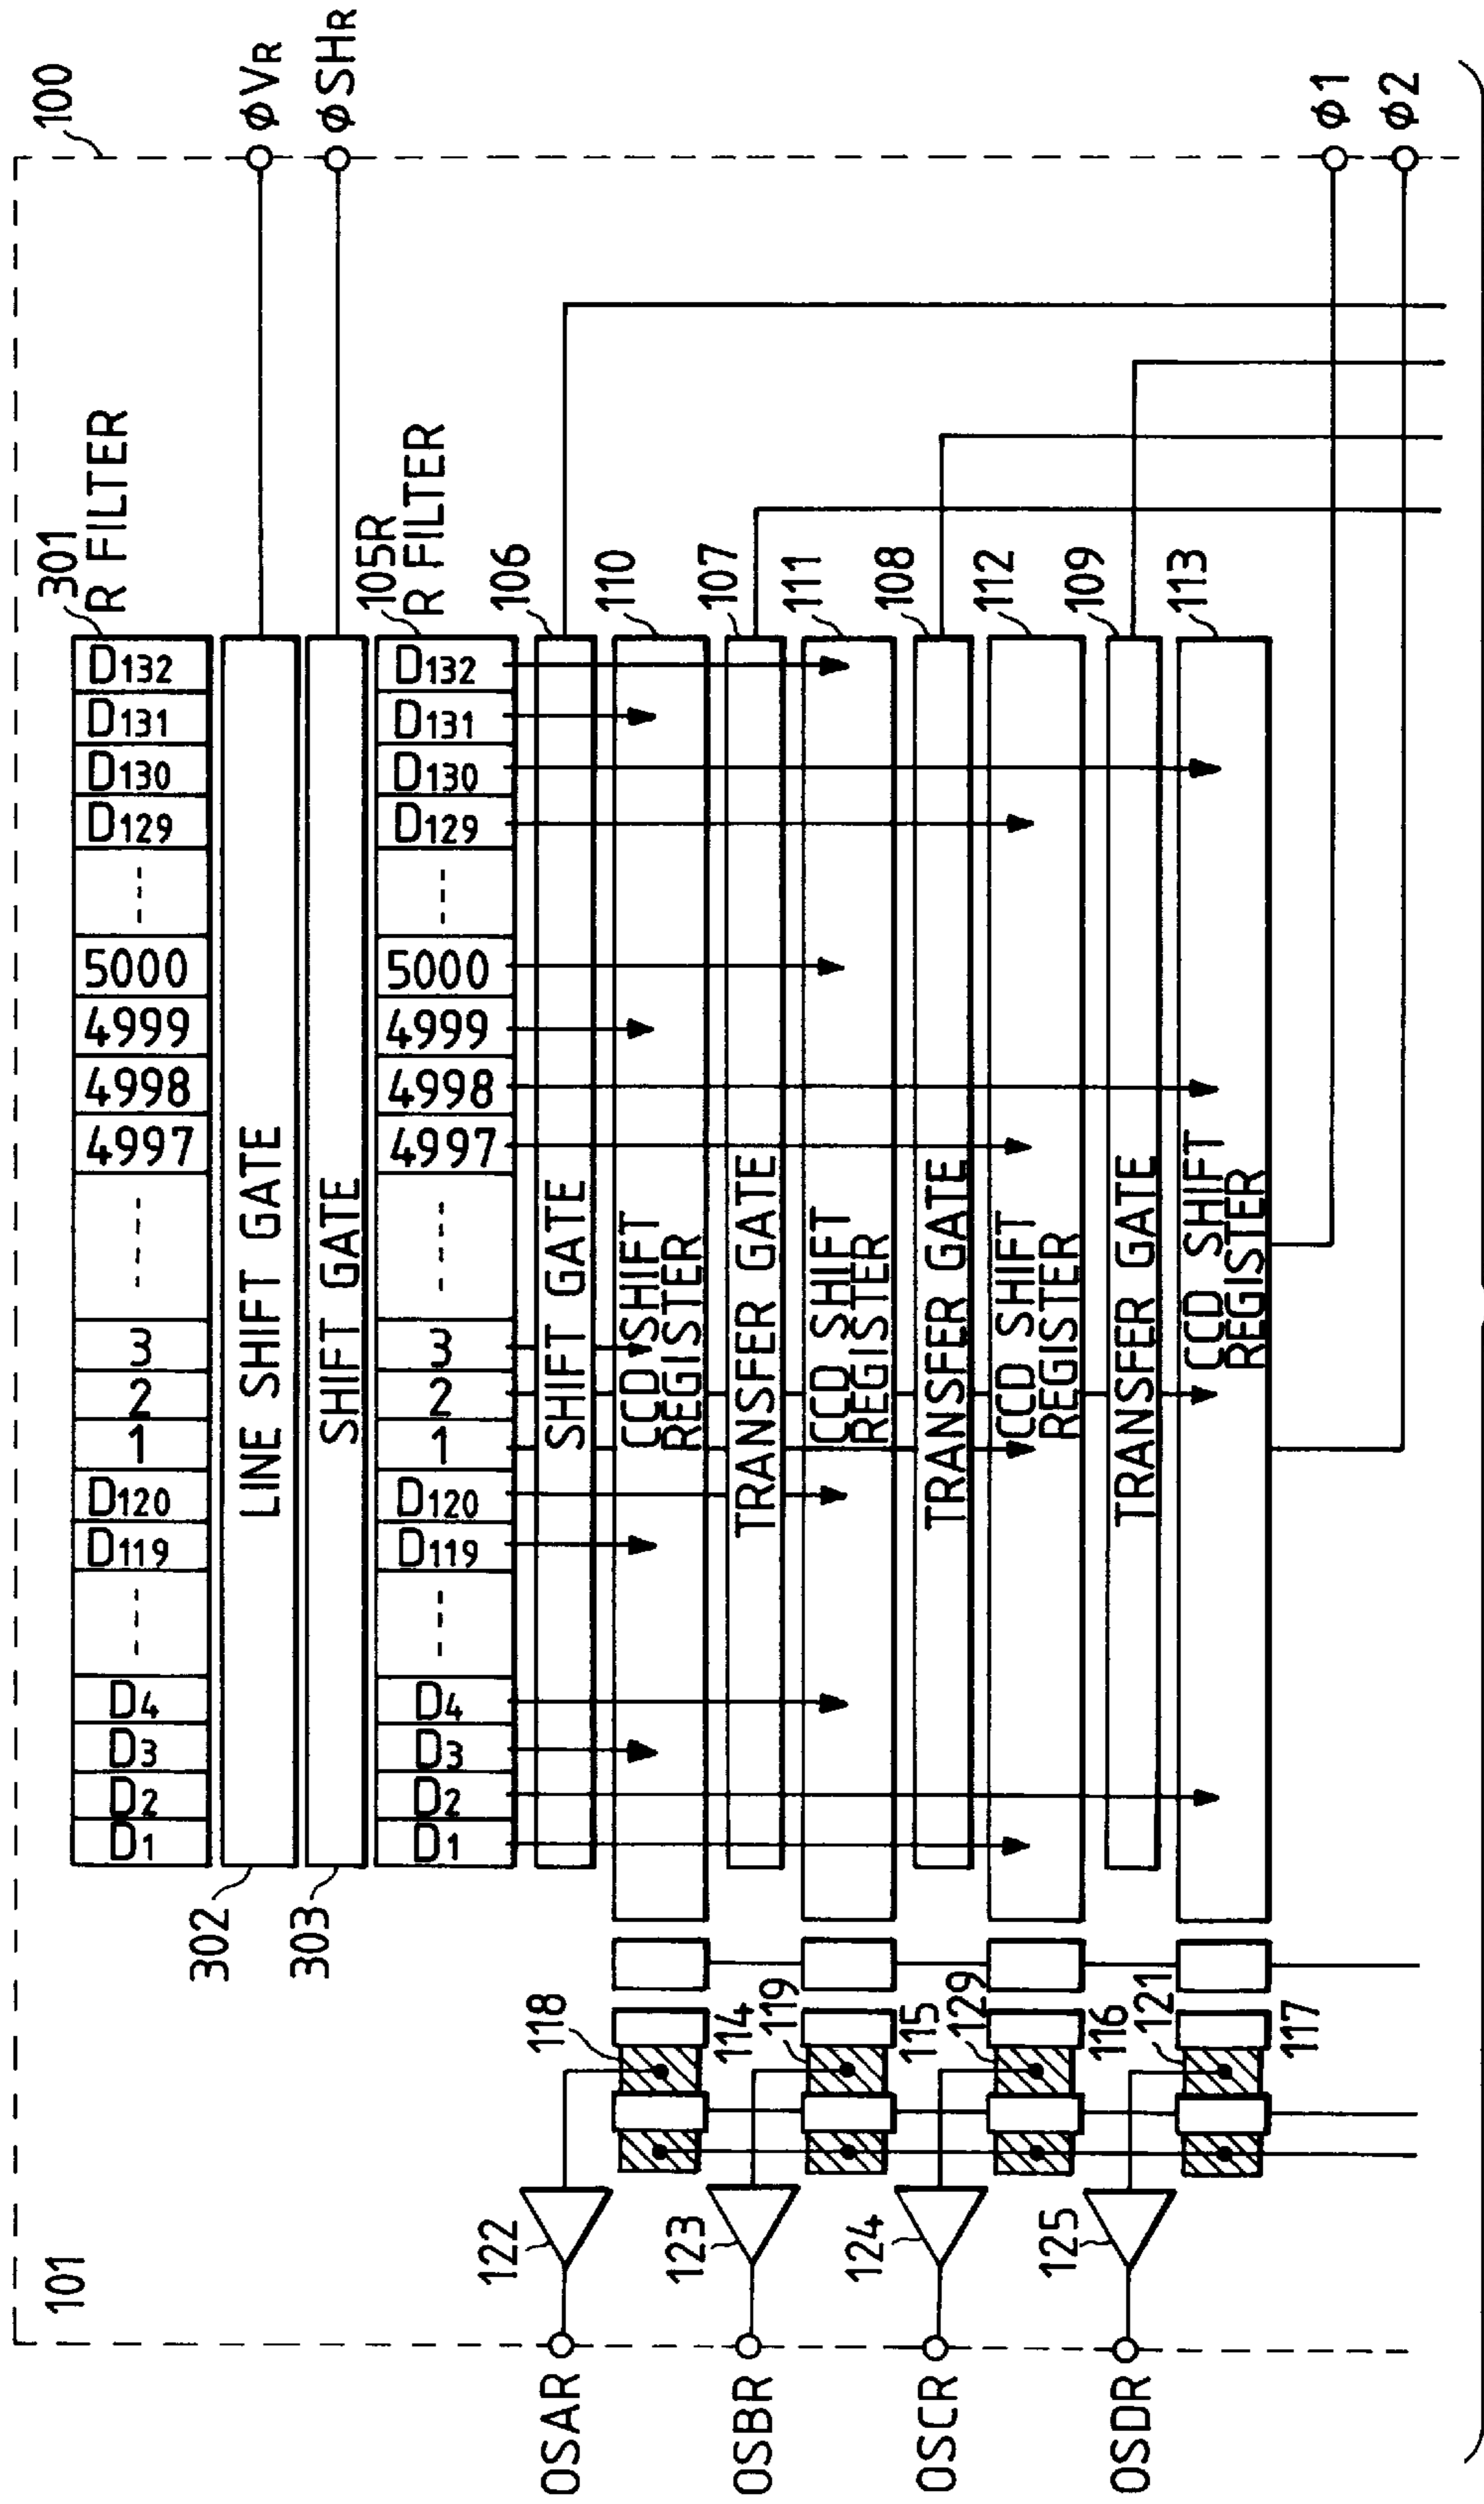 101
100
301
R FILTER
D1
D2
D3
D4
D119
D120
1
2
3
4997
4998
4999
5000
D129
D130
D131
D132
302
LINE SHIFT GATE
φVR
303
SHIFT GATE
φSHR
105R
R FILTER
D1
D2
D3
D4
D119
D120
1
2
3
4997
4998
4999
5000
D129
D130
D131
D132
122
118
SHIFT GATE
106
OSAR
CCD SHIFT
REGISTER
110
114
123
119
TRANSFER GATE
107
OSBR
CCD SHIFT
REGISTER
111
115
124
129
TRANSFER GATE
108
OSCR
CCD SHIFT
REGISTER
112
116
125
121
TRANSFER GATE
109
OSDR
CCD SHIFT
REGISTER
113
117
φ1
φ2